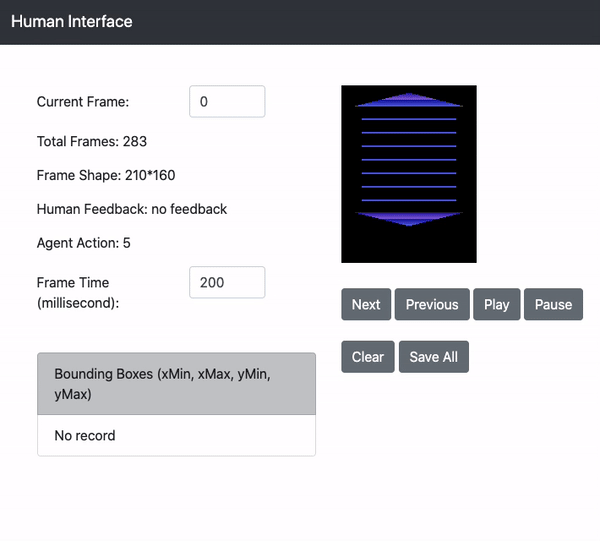 Human Interface
Current Frame:
0
Total Frames: 283
Frame Shape: 210*160
Human Feedback: no feedback
Agent Action: 5
Frame Time
(millisecond):
200
Next
Previous
Play
Pause
Clear
Save All
Bounding Boxes (xMin, xMax, yMin,
yMax)
No record